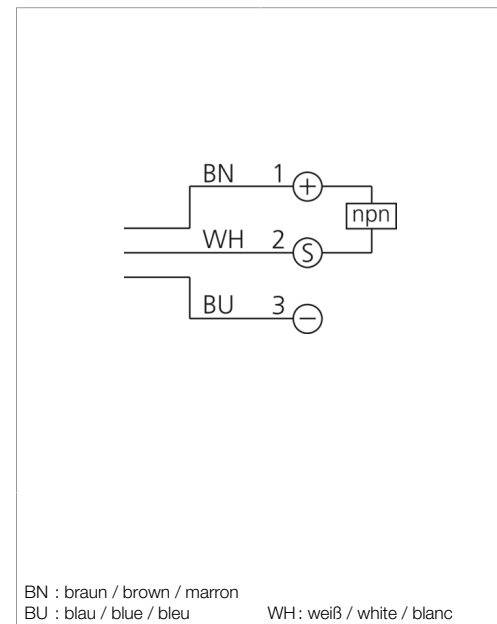 BN 1 +
npn
WH 2 S
BU 3 −
BN : braun / brown / marron
BU : blau / blue / bleu WH : weiß / white / blanc